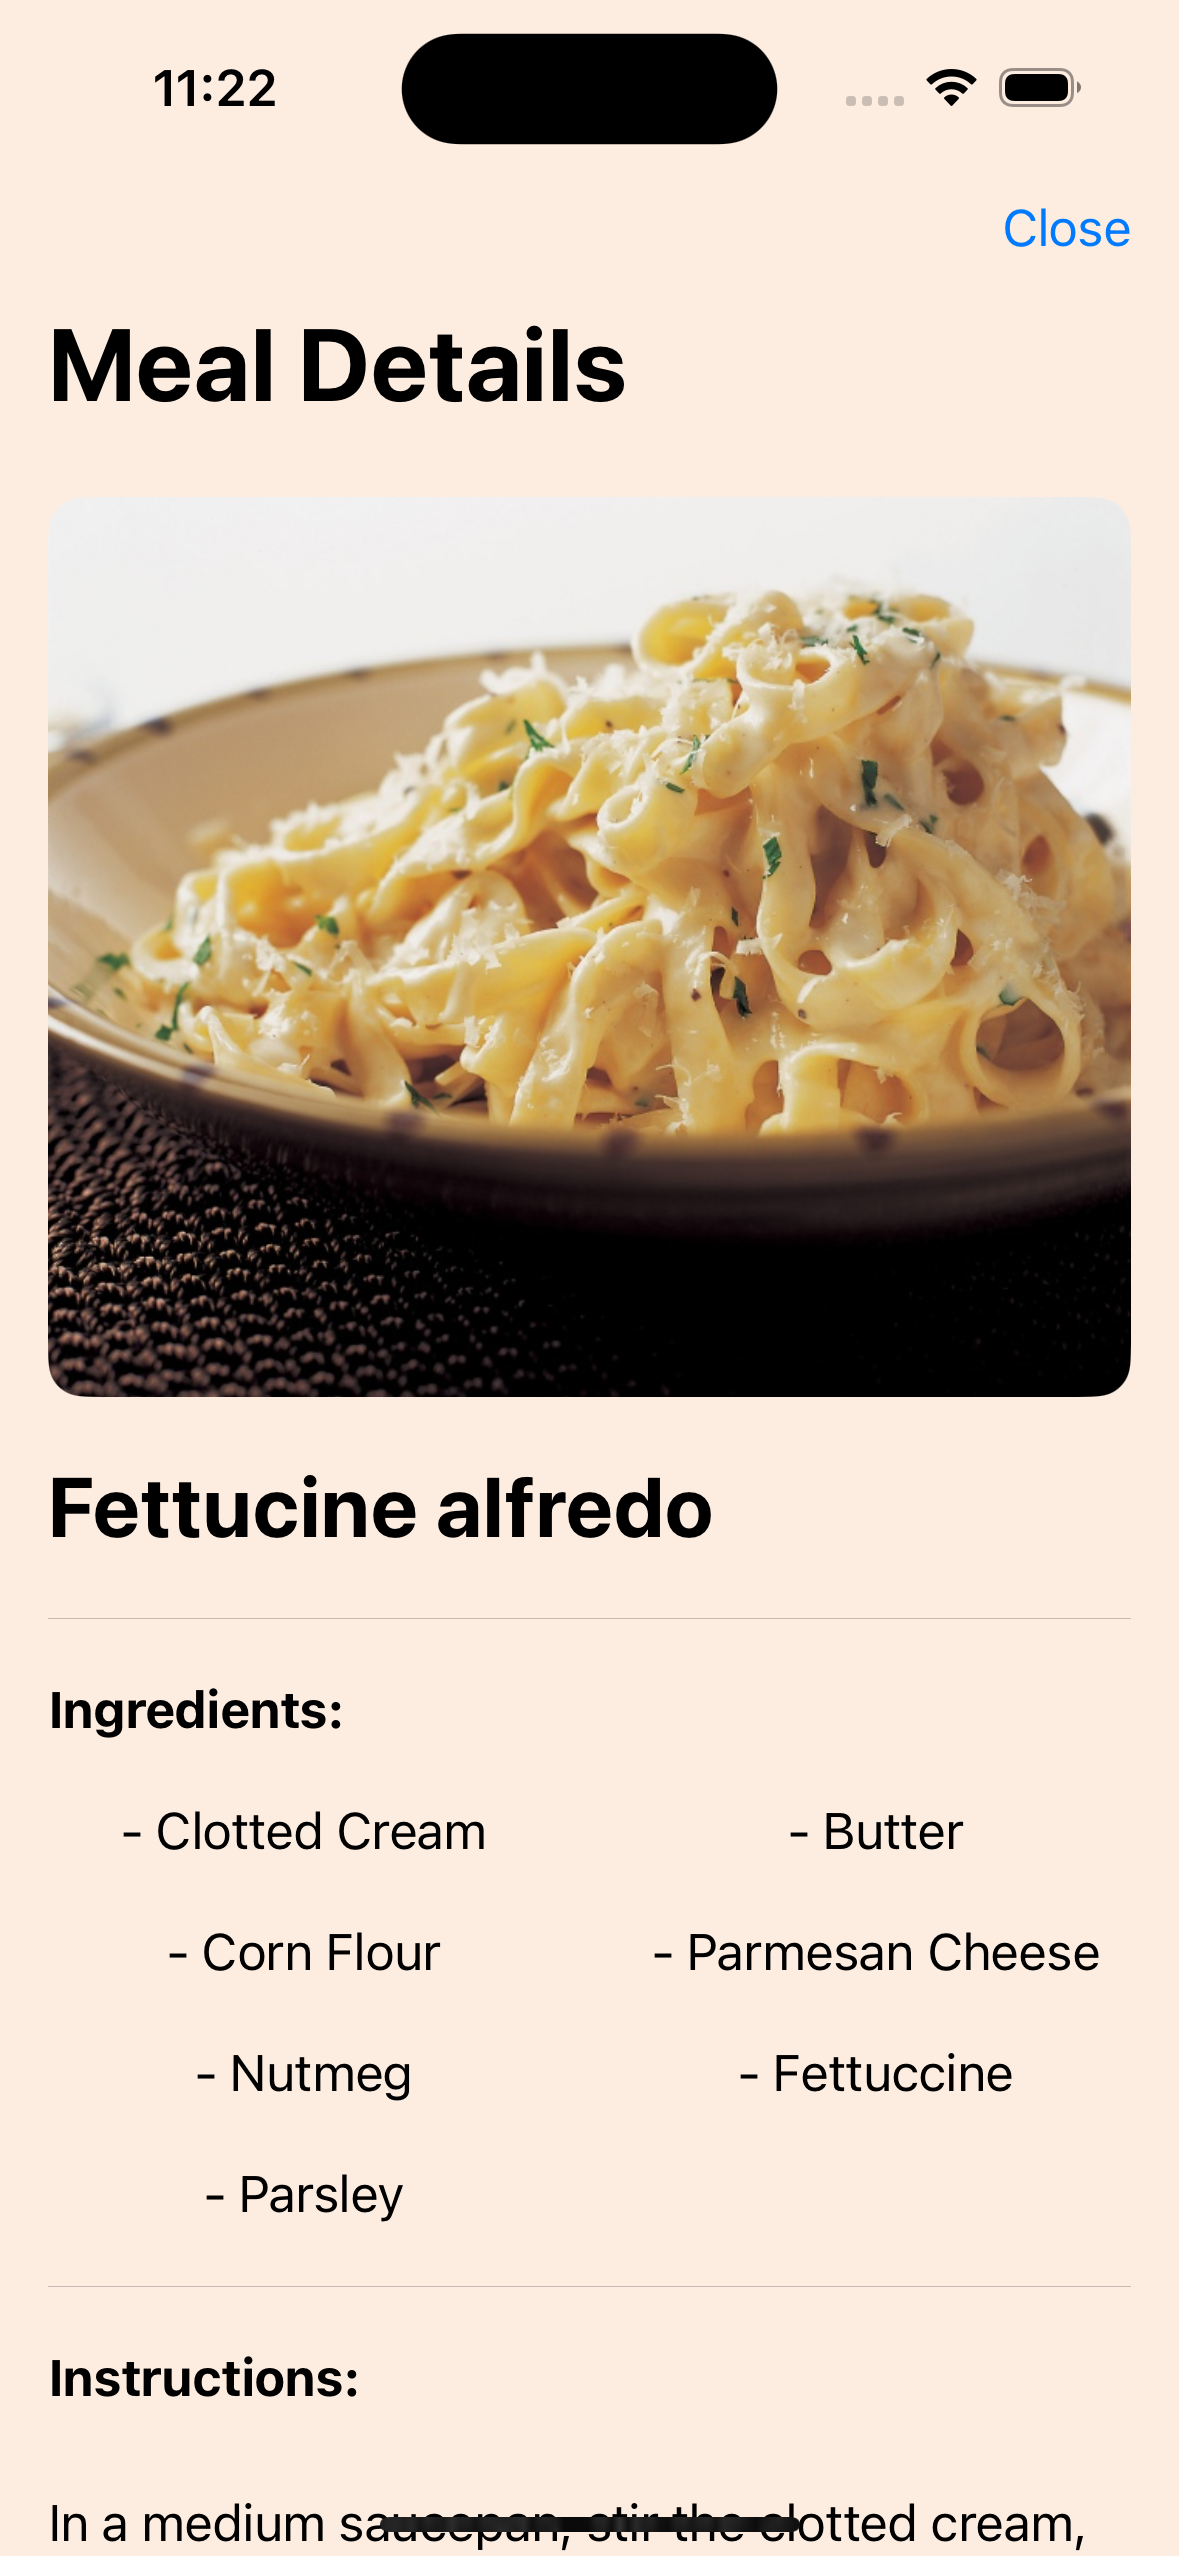 11:22
Close
Meal Details
Fettucine alfredo
Ingredients:
- Clotted Cream
- Butter
- Corn Flour
- Parmesan Cheese
- Nutmeg
- Fettuccine
- Parsley
Instructions:
In a medium saucepan, stir the clotted cream,